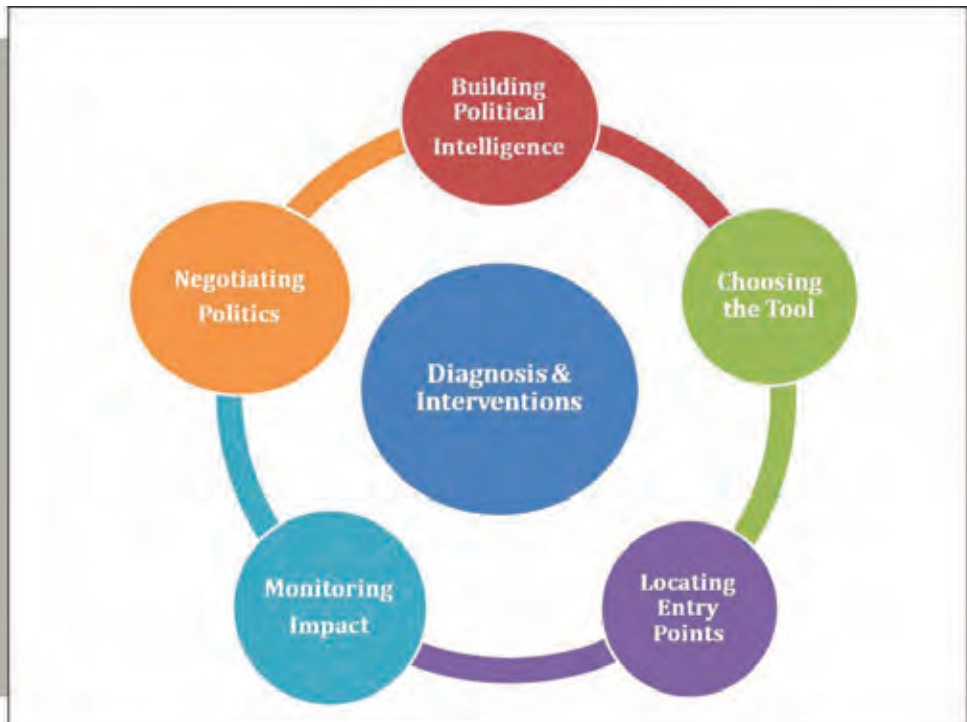 Building
Political
Intelligence
Negotiating
Politics
Choosing
the Tool
Diagnosis &
Interventions
Monitoring
Impact
Locating
Entry
Points